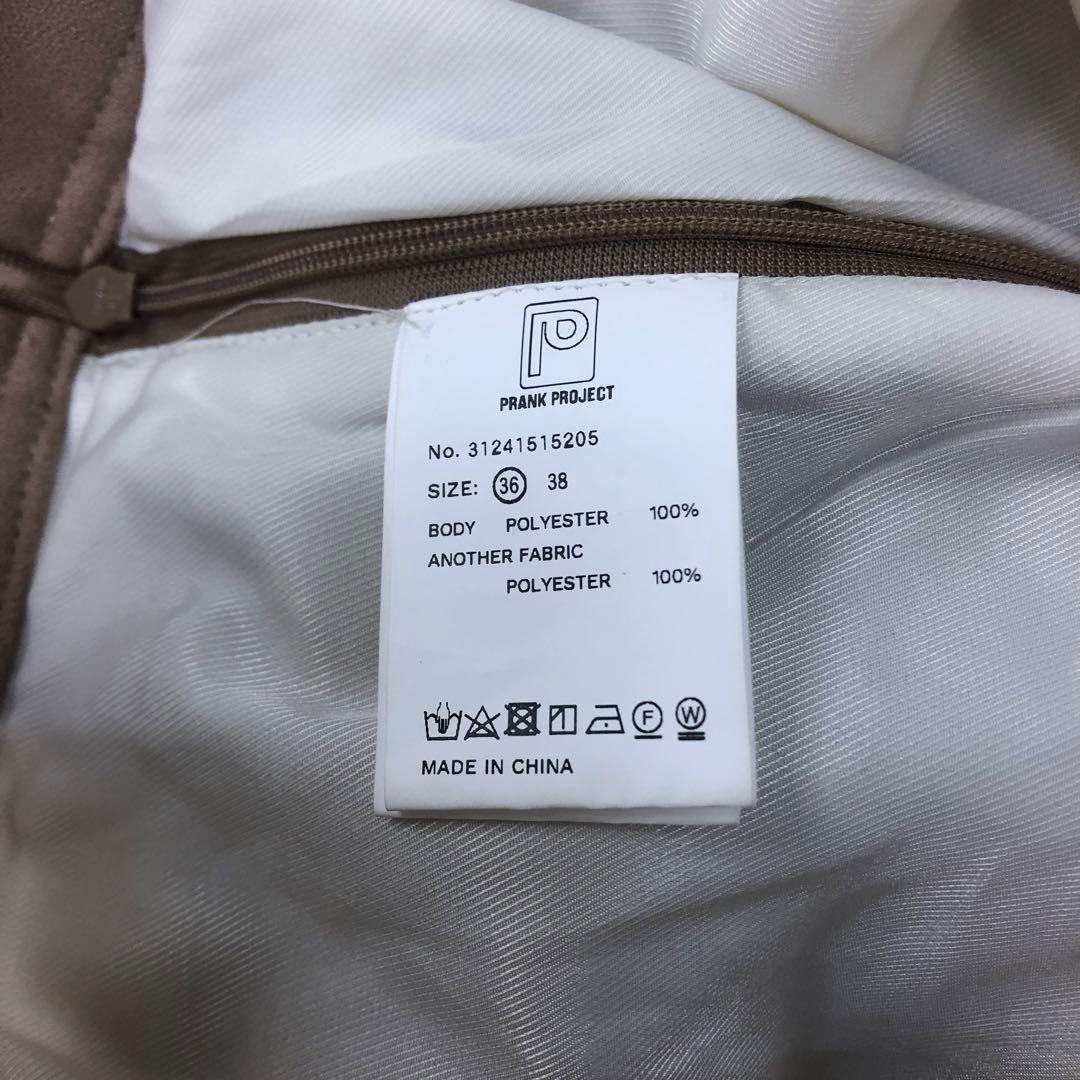 P
PRANK PROJECT
No. 31241515205
SIZE: 36 38
BODY POLYESTER 100%
ANOTHER FABRIC
POLYESTER 100%
F W
MADE IN CHINA